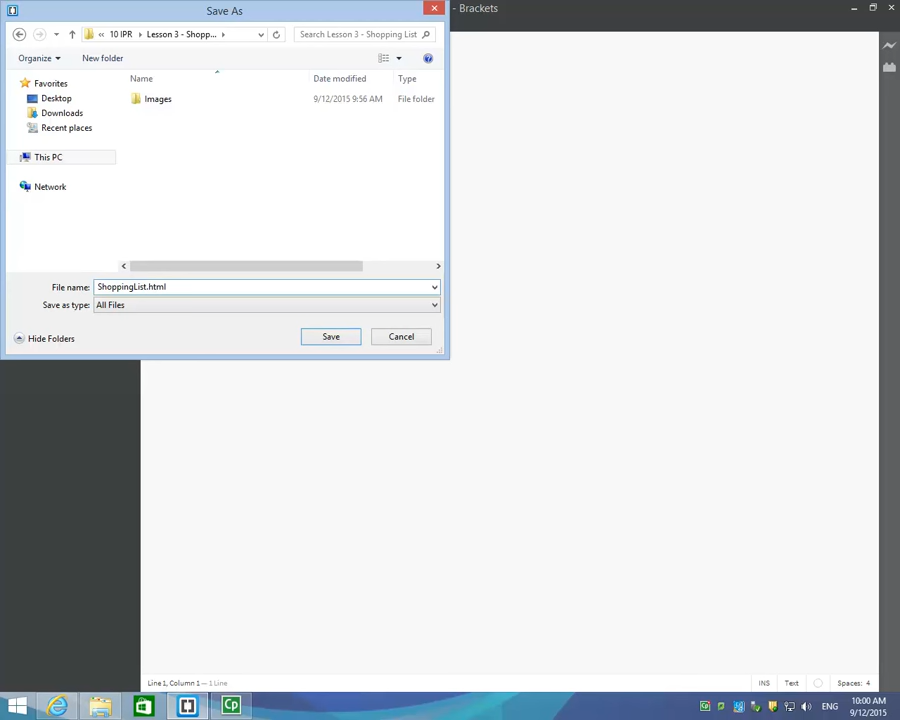 Save As
- Brackets
« 10 IPR
Lesson 3 - Shopp...
Search Lesson 3 - Shopping List
Organize
New folder
Name
Date modified
Type
Favorites
Desktop
Downloads
Recent places
This PC
Network
Images
9/12/2015 9:56 AM
File folder
File name:
ShoppingList.html
Save as type:
All Files
Hide Folders
Save
Cancel
Line 1, Column 1 — 1 Line
INS
Text
Spaces: 4
Cp
ENG
10:00 AM
9/12/2015